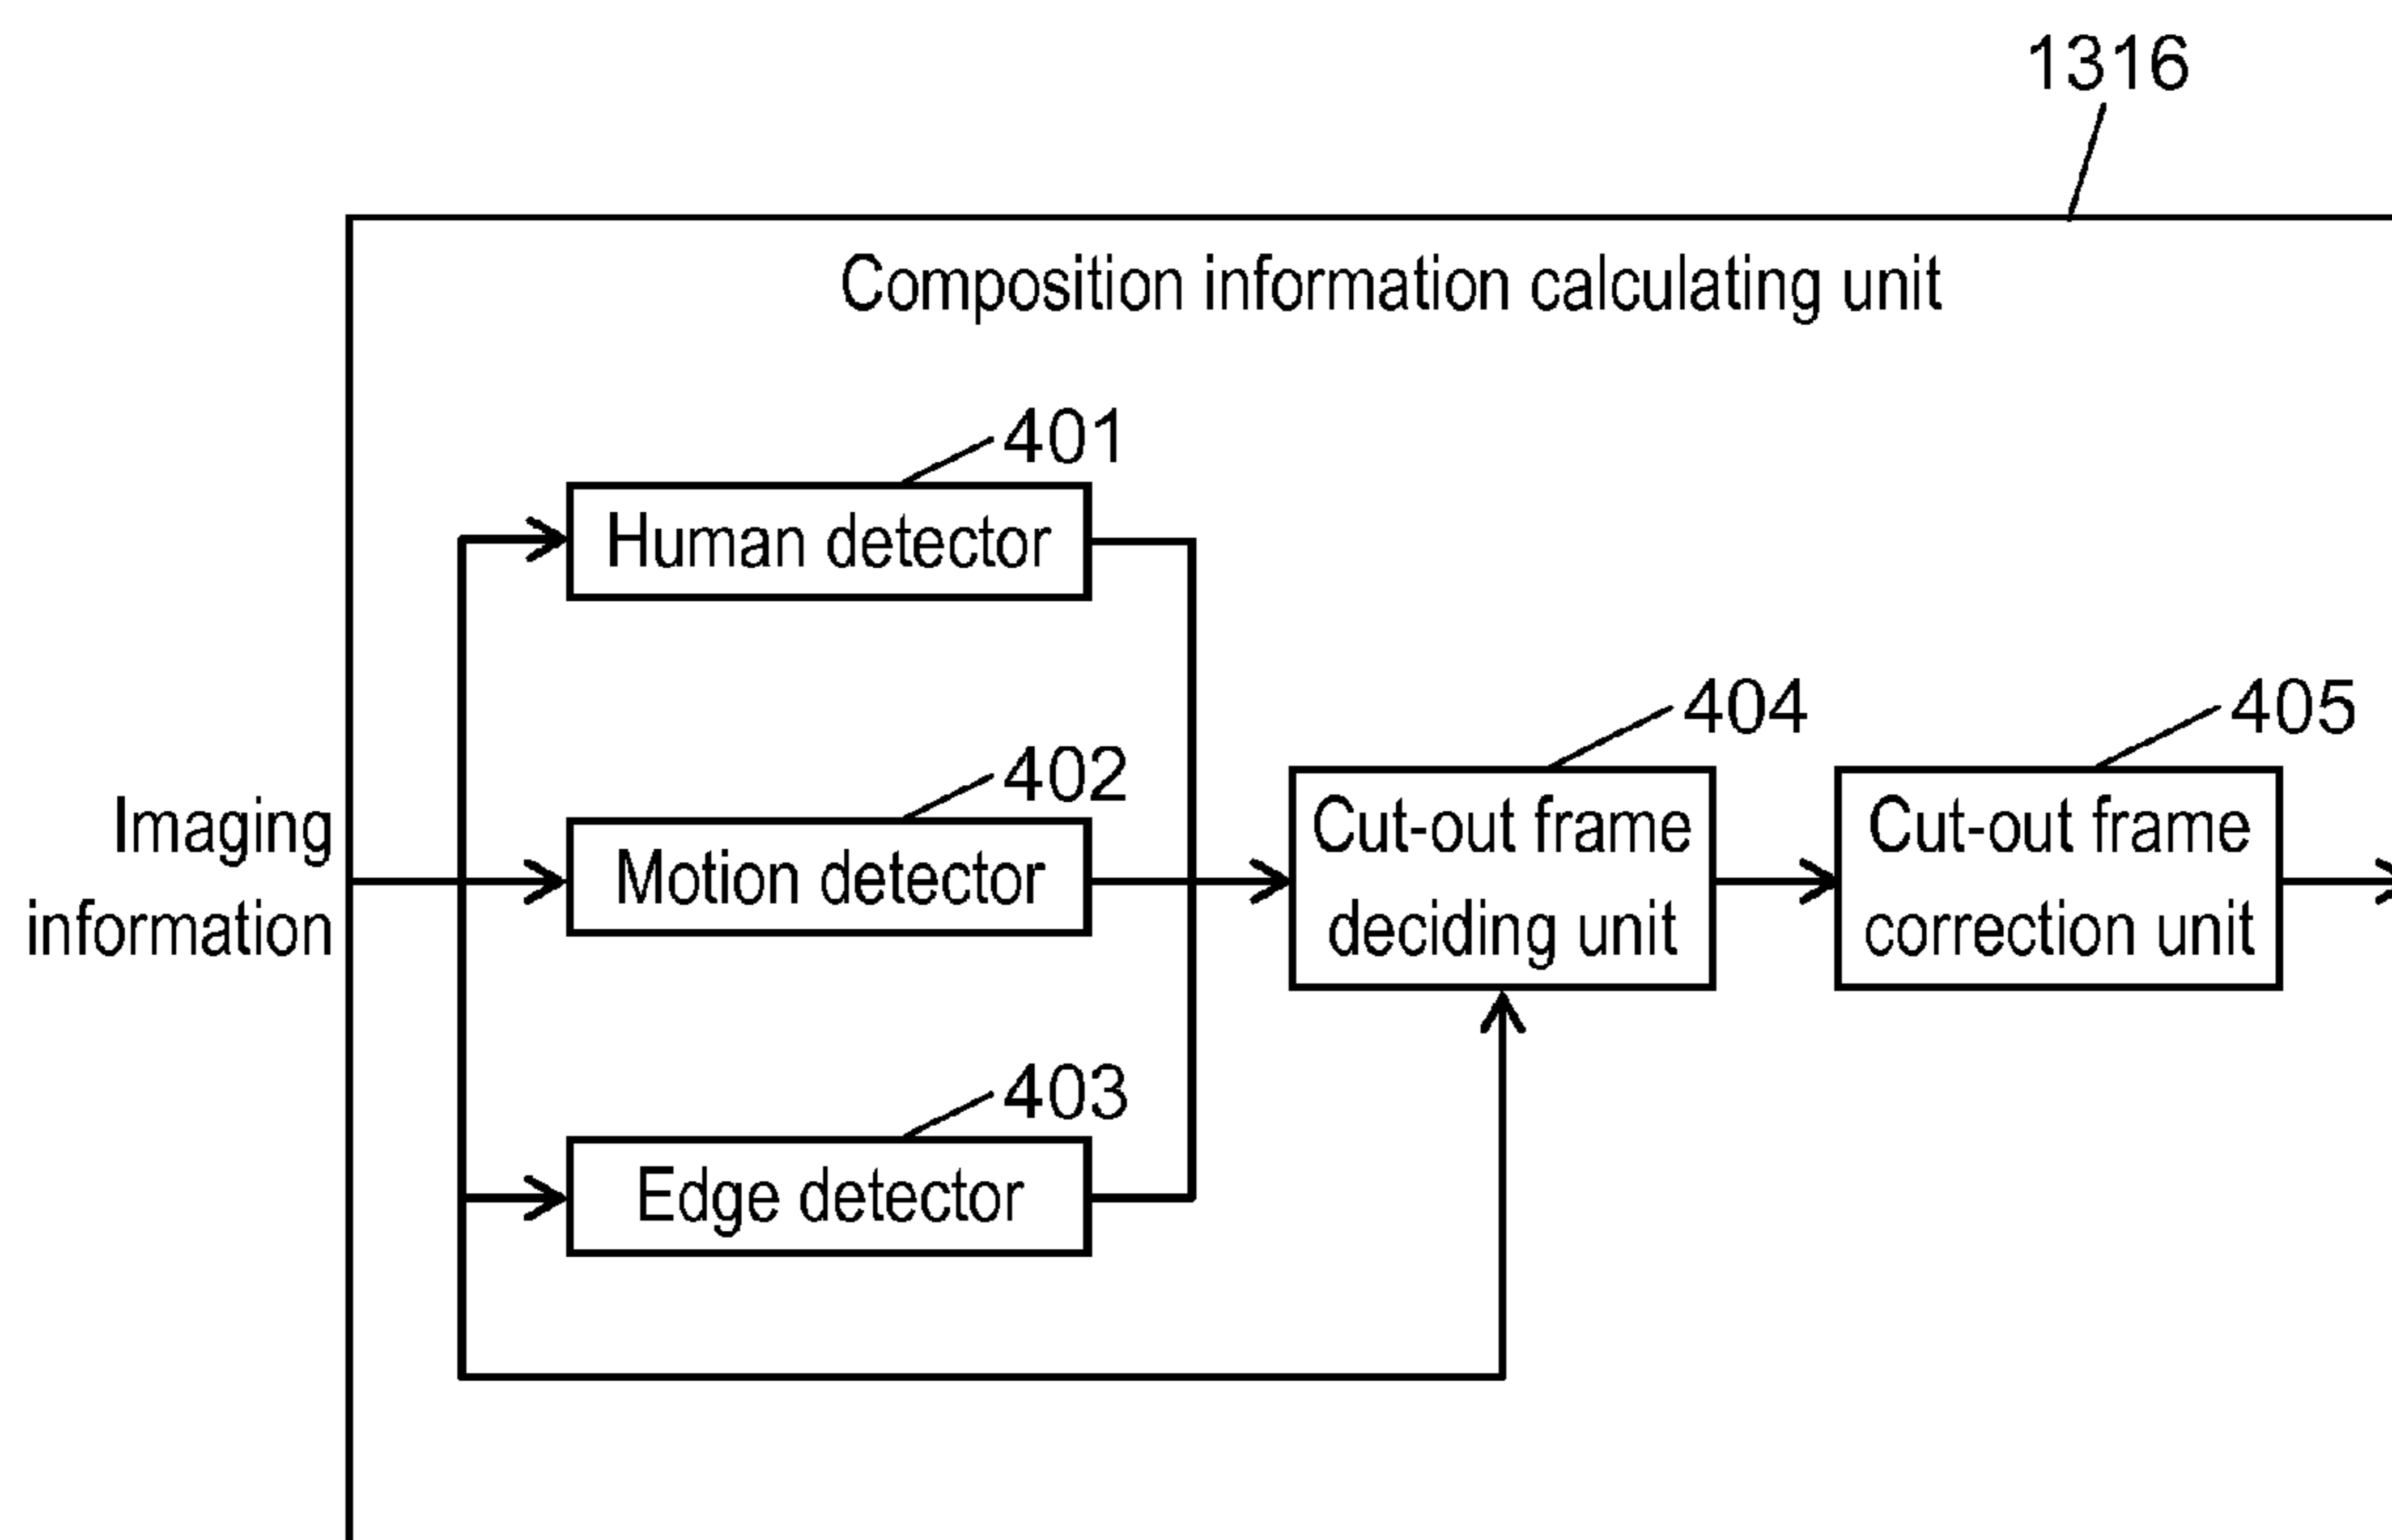 1316
Composition information calculating unit
401
Human detector
402
Motion detector
403
Edge detector
Imaging
information
404
Cut-out frame
deciding unit
405
Cut-out frame
correction unit